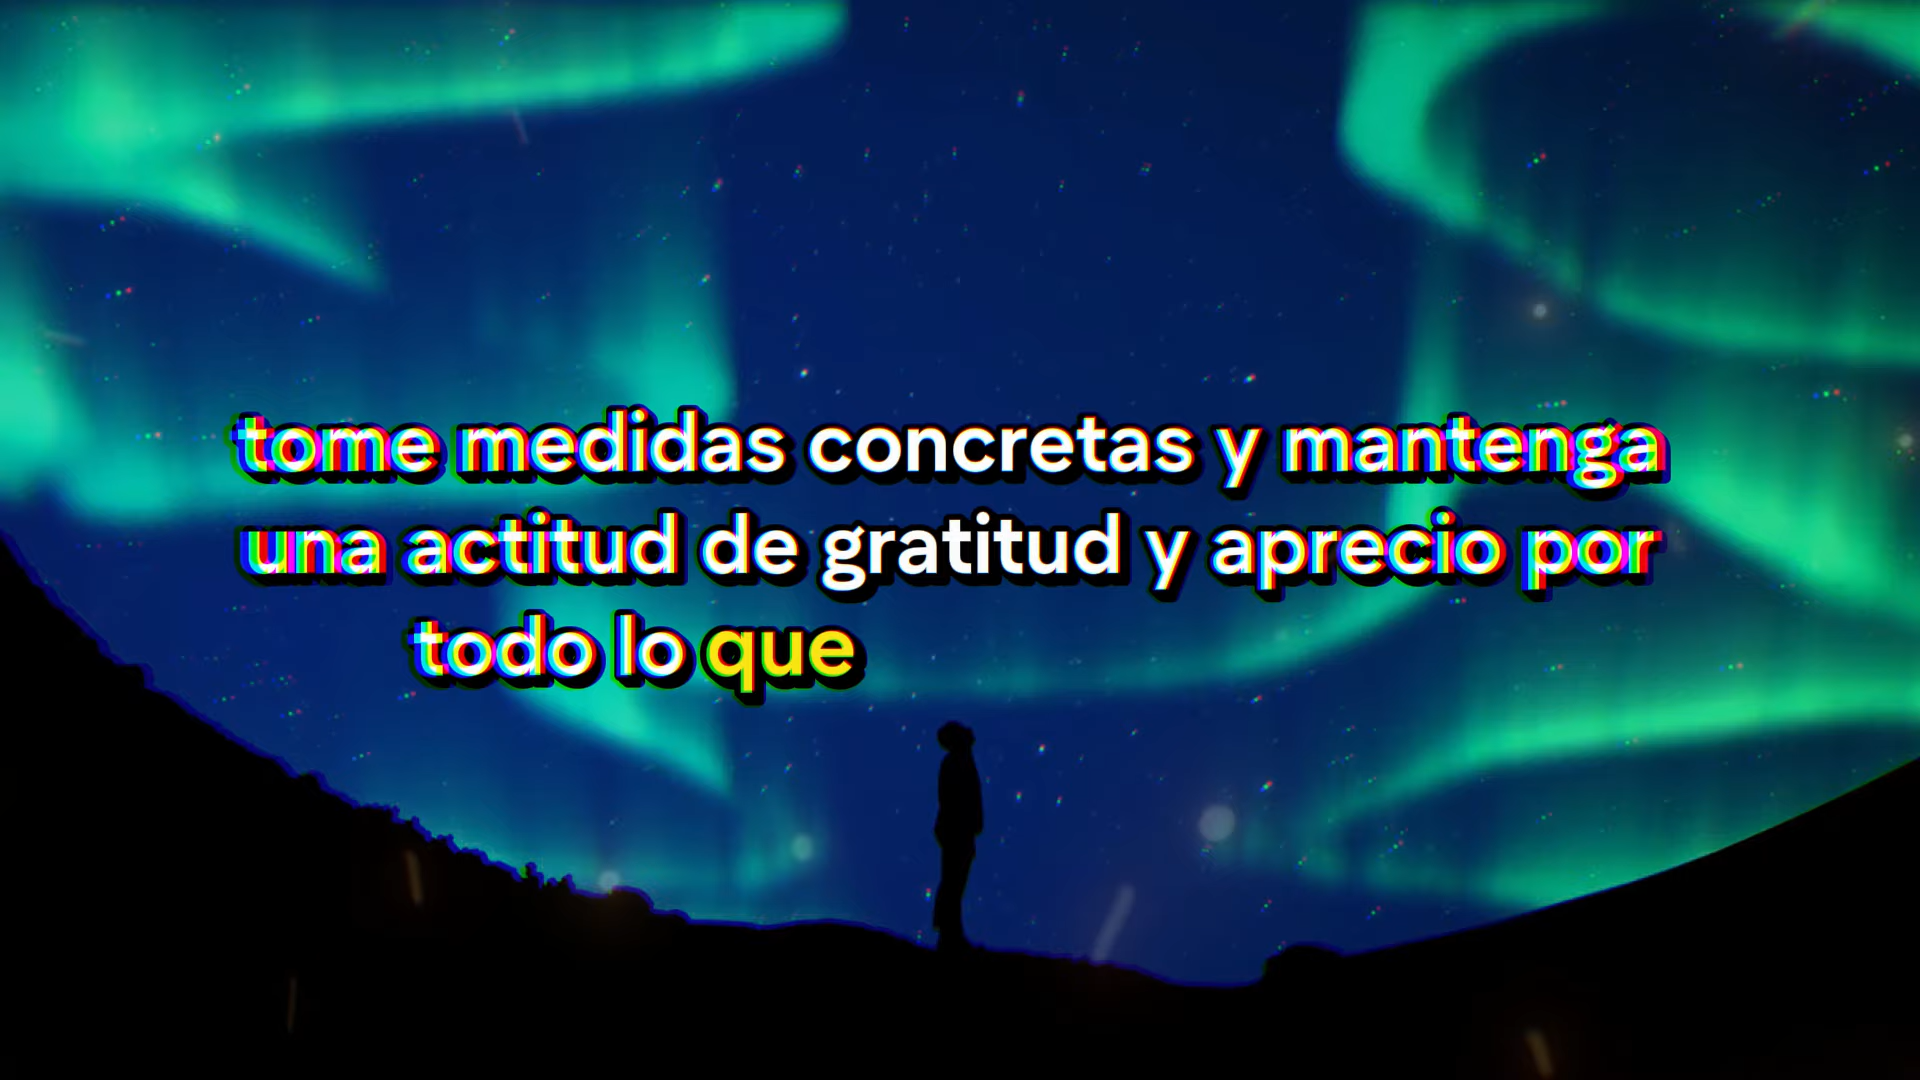 tome medidas concretas y mantenga
una actitud de gratitud y aprecio por
todo lo que